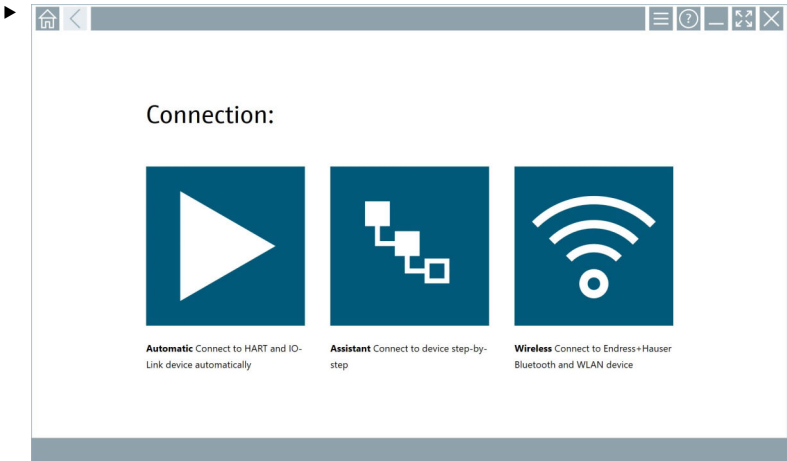 Connection:
Automatic Connect to HART and IO-
Link device automatically
Assistant Connect to device step-by-
step
Wireless Connect to Endress+Hauser
Bluetooth and WLAN device